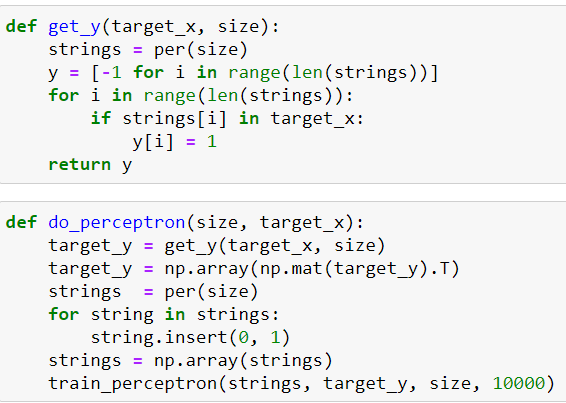 def get_y(target_x, size):
    strings = per(size)
    y = [-1 for i in range(len(strings))]
    for i in range(len(strings)):
        if strings[i] in target_x:
            y[i] = 1
    return y
def do_perceptron(size, target_x):
    target_y = get_y(target_x, size)
    target_y = np.array(np.mat(target_y).T)
    strings  = per(size)
    for string in strings:
        string.insert(0, 1)
    strings = np.array(strings)
    train_perceptron(strings, target_y, size, 10000)